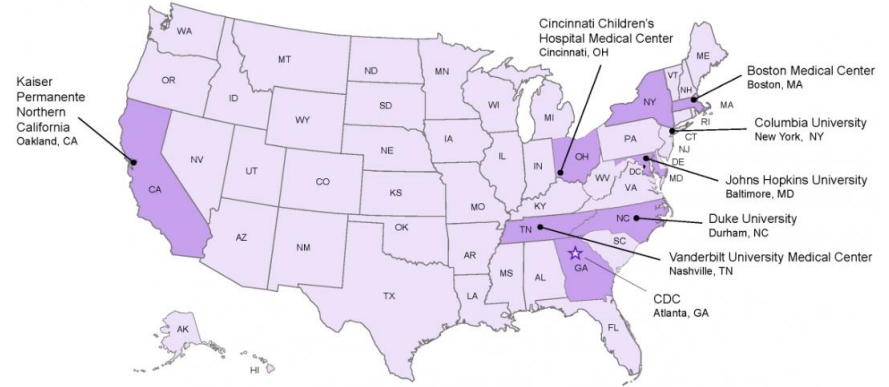 Cincinnati Children's
Hospital Medical Center
Cincinnati, OH
Boston Medical Center
Boston, MA
Columbia University
New York, NY
Johns Hopkins University
Baltimore, MD
Duke University
Durham, NC
Vanderbilt University Medical Center
Nashville, TN
CDC
Atlanta, GA
Kaiser
Permanente
Northern
California
Oakland, CA
WA
OR
CA
NV
ID
MT
WY
UT
AZ
CO
NM
ND
SD
NE
KS
OK
TX
MN
IA
MO
AR
LA
WI
IL
MI
IN
OH
KY
TN
MS
AL
GA
FL
SC
NC
VA
WV
DC
MD
DE
PA
NJ
NY
CT
RI
MA
VT
NH
ME
AK
HI